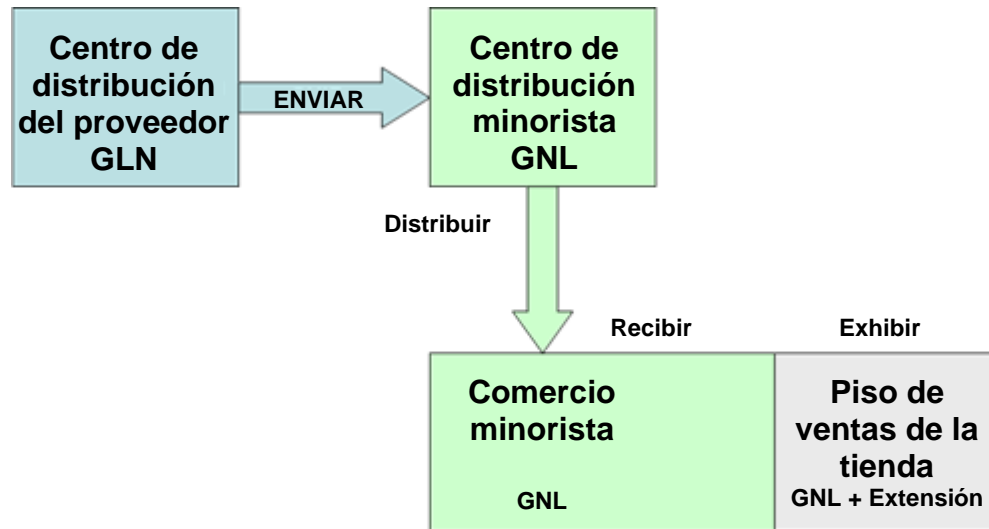 Centro de
distribución
del proveedor
GLN
ENVIAR
Centro de
distribución
minorista
GNL
Distribuir
Recibir
Exhibir
Comercio
minorista
GNL
Piso de
ventas de la
tienda
GNL + Extensión